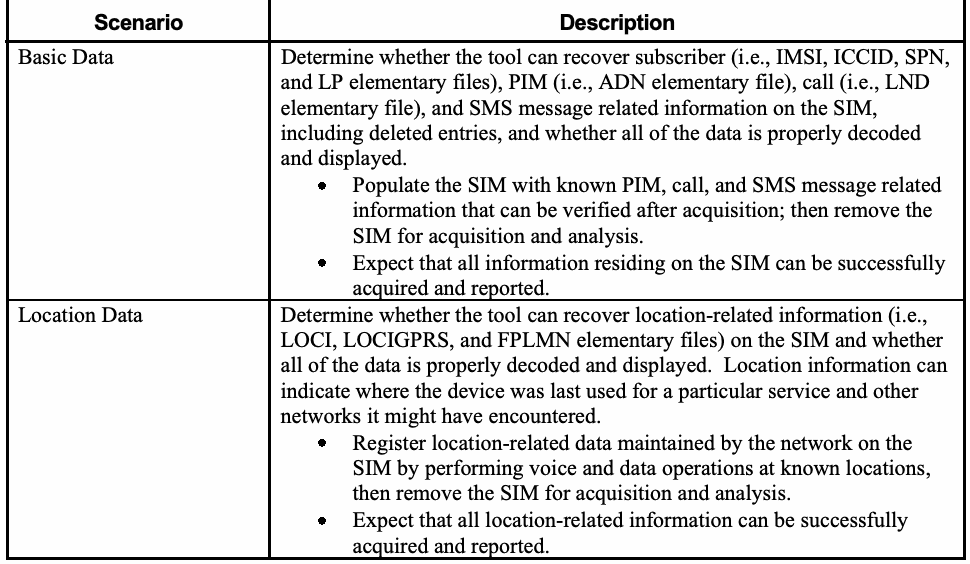 Scenario
Description
Basic Data
Determine whether the tool can recover subscriber (i.e., IMSI, ICCID, SPN,
and LP elementary files), PIM (i.e., ADN elementary file), call (i.e., LND
elementary file), and SMS message related information on the SIM,
including deleted entries, and whether all of the data is properly decoded
and displayed.
• Populate the SIM with known PIM, call, and SMS message related
information that can be verified after acquisition; then remove the
SIM for acquisition and analysis.
• Expect that all information residing on the SIM can be successfully
acquired and reported.
Location Data
Determine whether the tool can recover location-related information (i.e.,
LOCI, LOCIGPRS, and FPLMN elementary files) on the SIM and whether
all of the data is properly decoded and displayed.  Location information can
indicate where the device was last used for a particular service and other
networks it might have encountered.
• Register location-related data maintained by the network on the
SIM by performing voice and data operations at known locations,
then remove the SIM for acquisition and analysis.
• Expect that all location-related information can be successfully
acquired and reported.